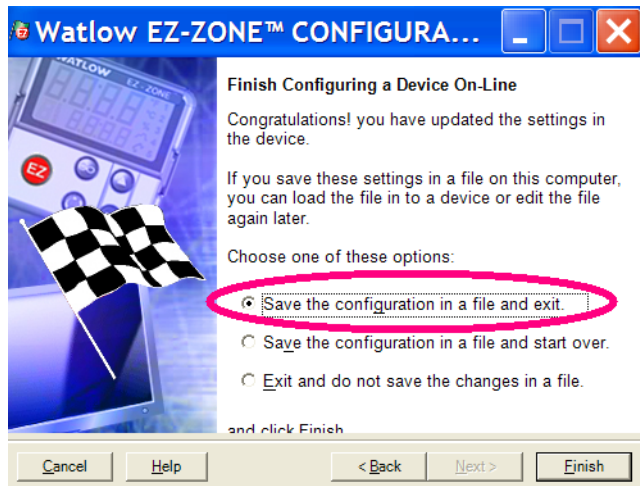 Watlow EZ-ZONE™ CONFIGURA...
WATLOW
EZ-ZONE
EZ
Finish Configuring a Device On-Line
Congratulations! you have updated the settings in
the device.
If you save these settings in a file on this computer,
you can load the file in to a device or edit the file
again later.
Choose one of these options:
Save the configuration in a file and exit.
Save the configuration in a file and start over.
Exit and do not save the changes in a file.
and click Finish
Cancel
Help
< Back
Next >
Finish